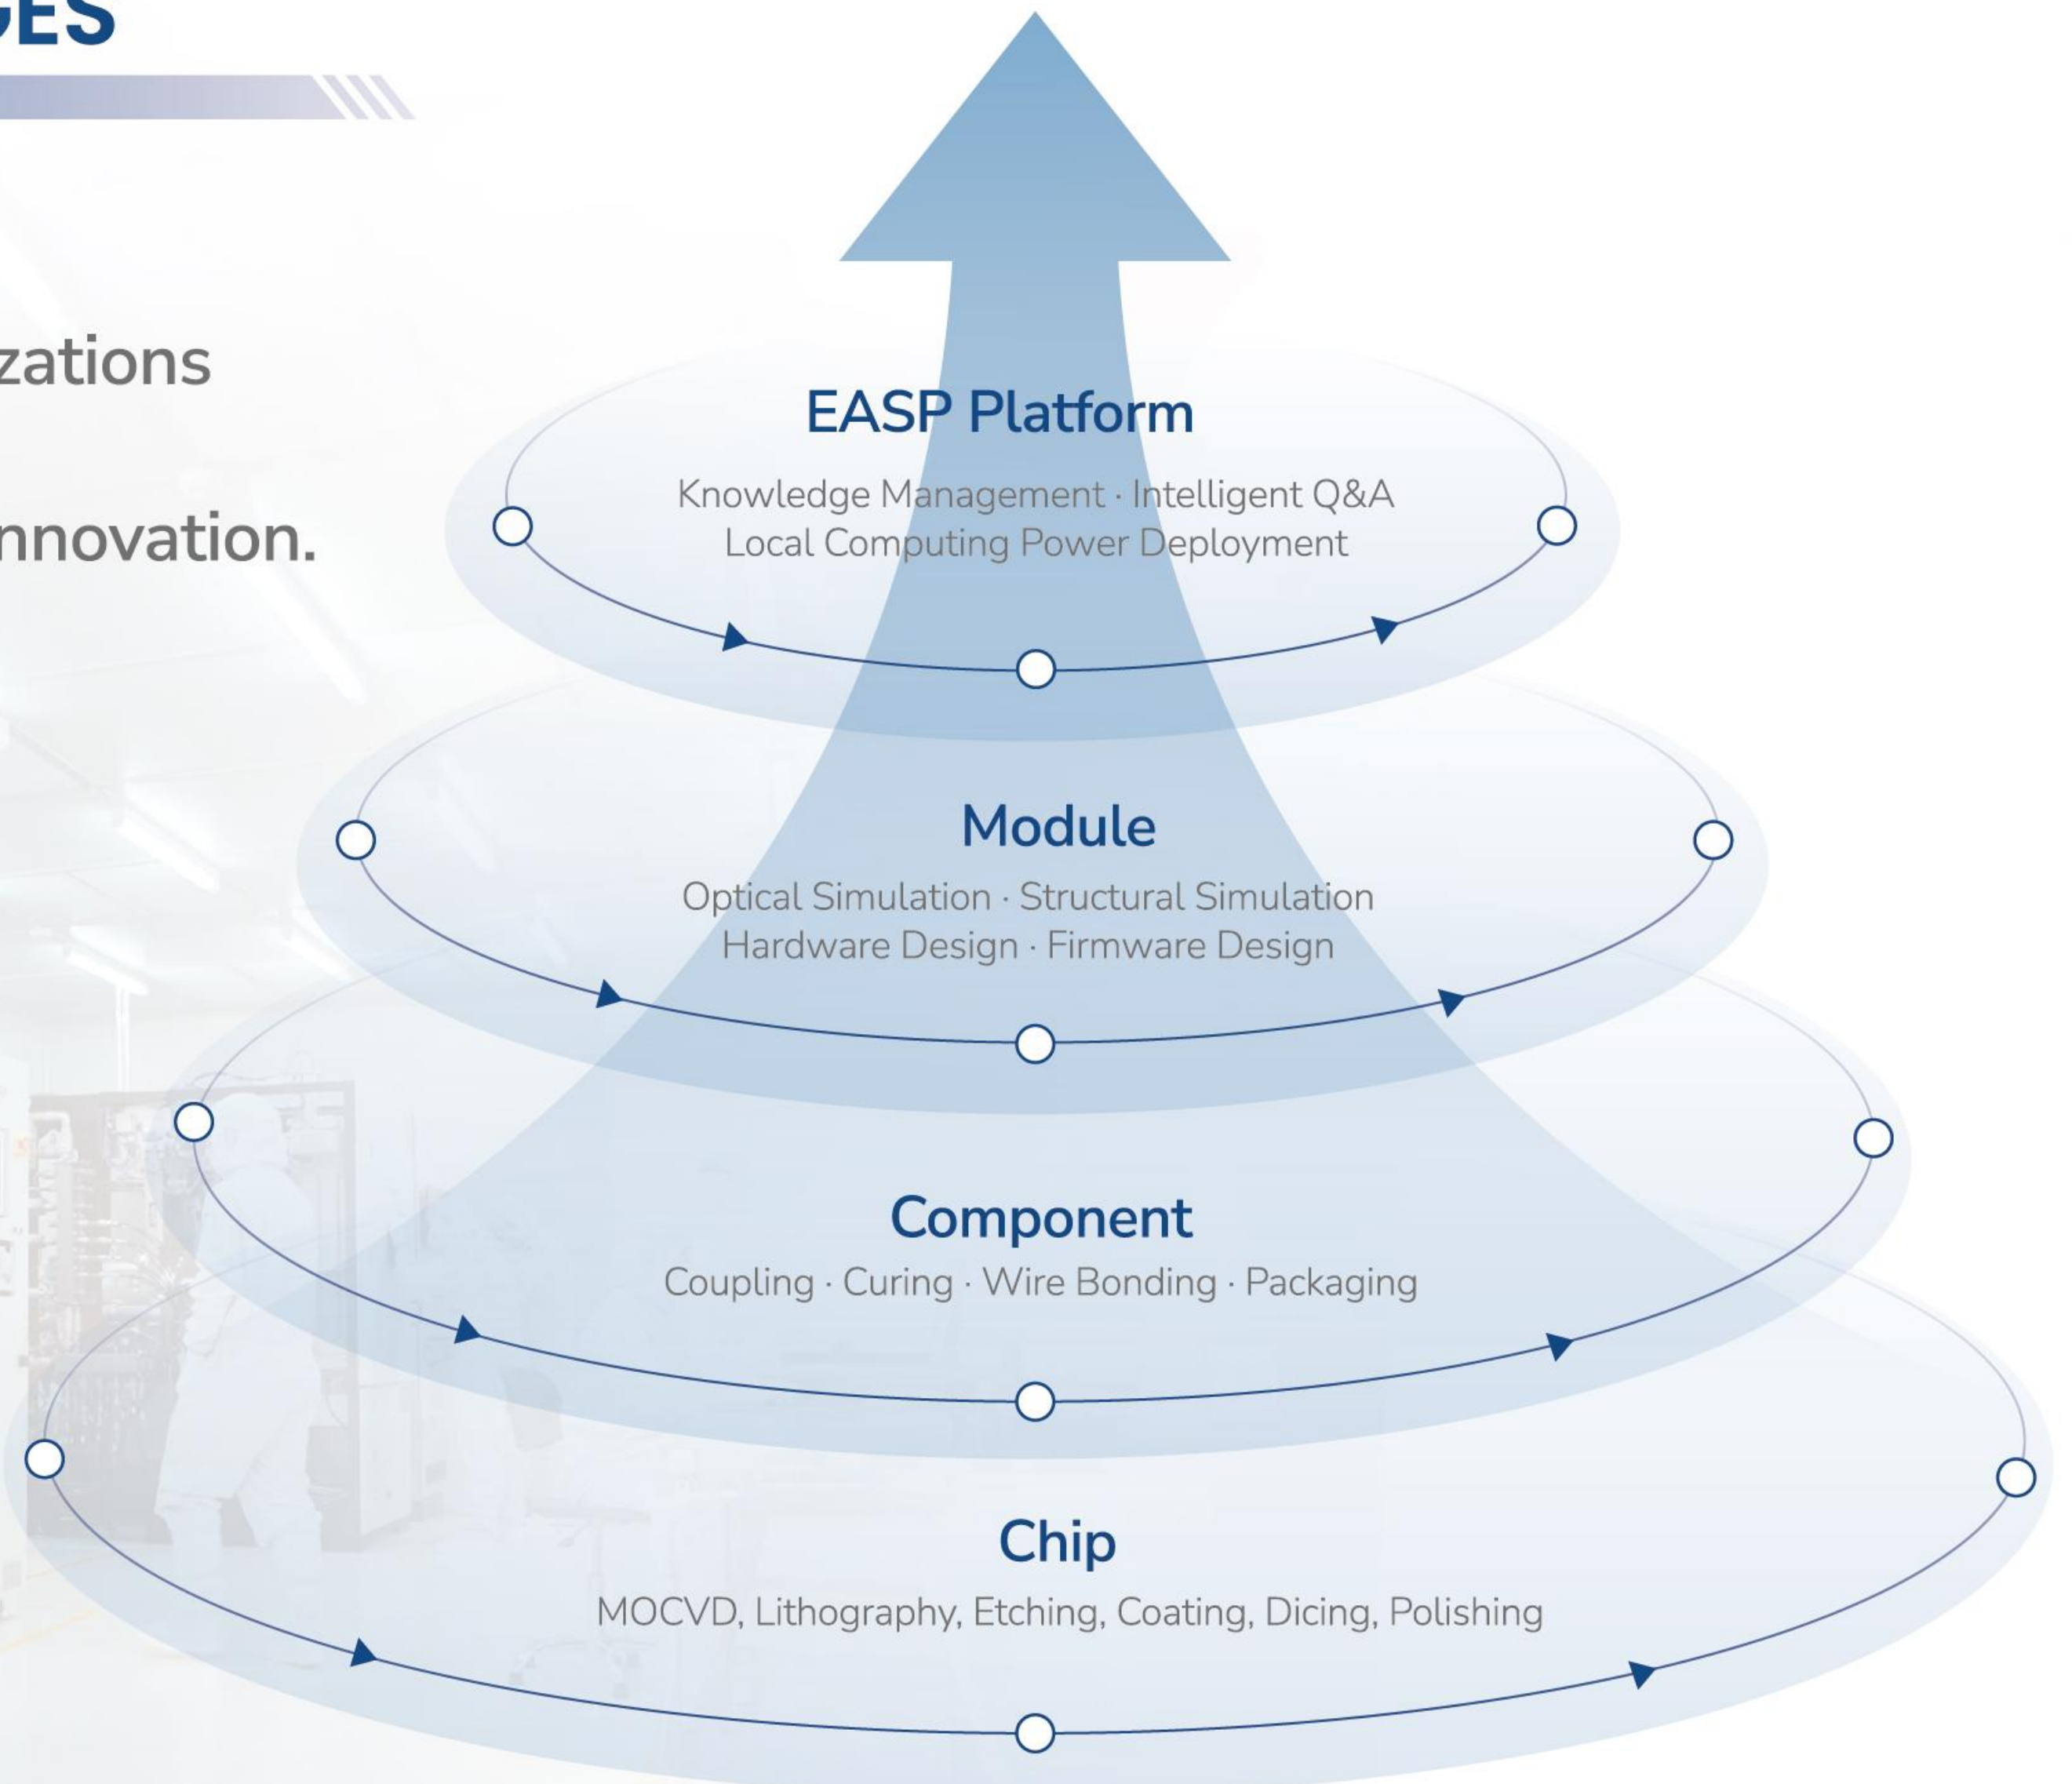 GES
zations
nnovation.
EASP Platform
Knowledge Management · Intelligent Q&A
Local Computing Power Deployment
Module
Optical Simulation · Structural Simulation
Hardware Design · Firmware Design
Component
Coupling · Curing · Wire Bonding · Packaging
Chip
MOCVD, Lithography, Etching, Coating, Dicing, Polishing